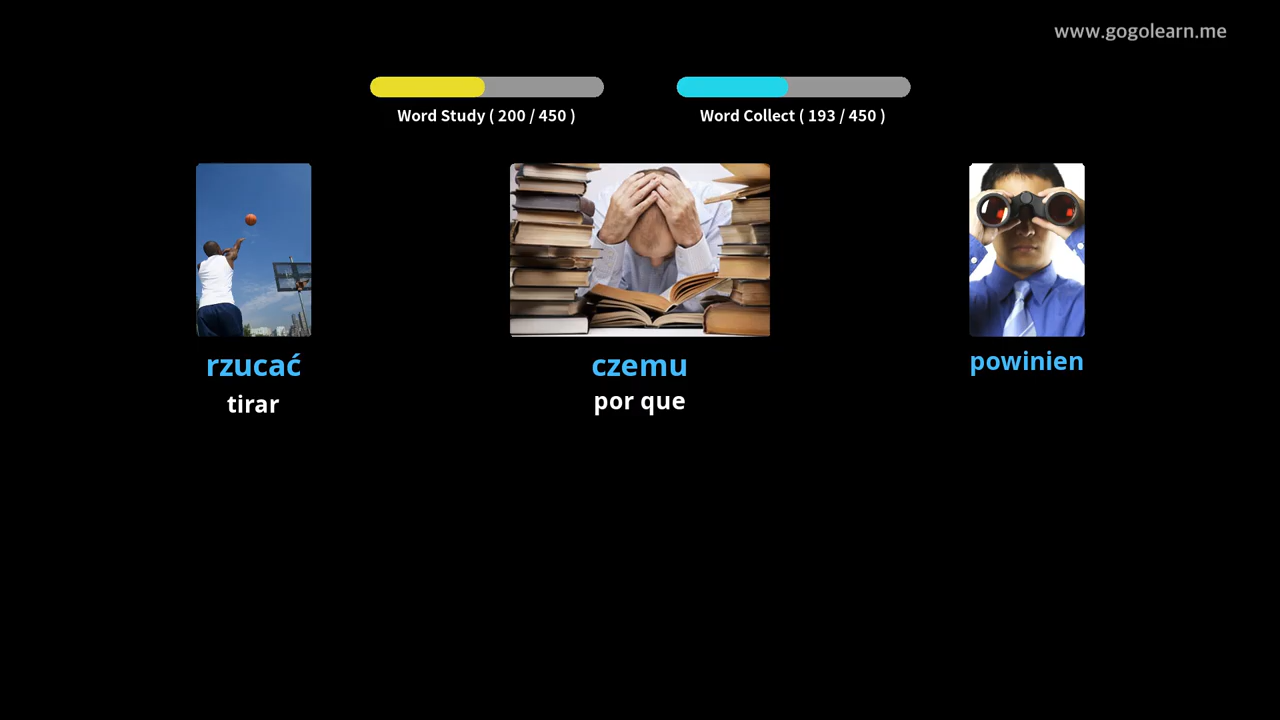 www.gogolearn.me
Word Study ( 200 / 450 )
Word Collect ( 193 / 450 )
rzucać
tirar
czemu
por que
powinien